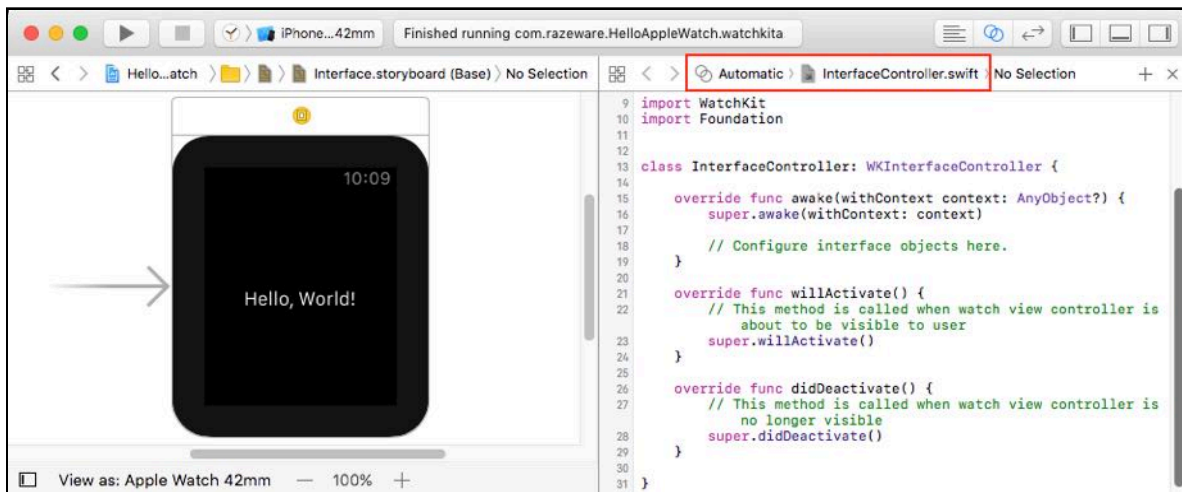 iPhone...42mm
Finished running com.razeware.HelloAppleWatch.watchkita
Hello...atch
Interface.storyboard (Base)
No Selection
Automatic
InterfaceController.swift
No Selection
10:09
Hello, World!
View as: Apple Watch 42mm — 100% +
9 import WatchKit
10 import Foundation
11
12
13 class InterfaceController: WKInterfaceController {
14
15 override func awake(withContext context: AnyObject?) {
16 super.awake(withContext: context)
17
18 // Configure interface objects here.
19 }
20
21 override func willActivate() {
22 // This method is called when watch view controller is
about to be visible to user
23 super.willActivate()
24 }
25
26 override func didDeactivate() {
27 // This method is called when watch view controller is
no longer visible
28 super.didDeactivate()
29 }
30
31 }